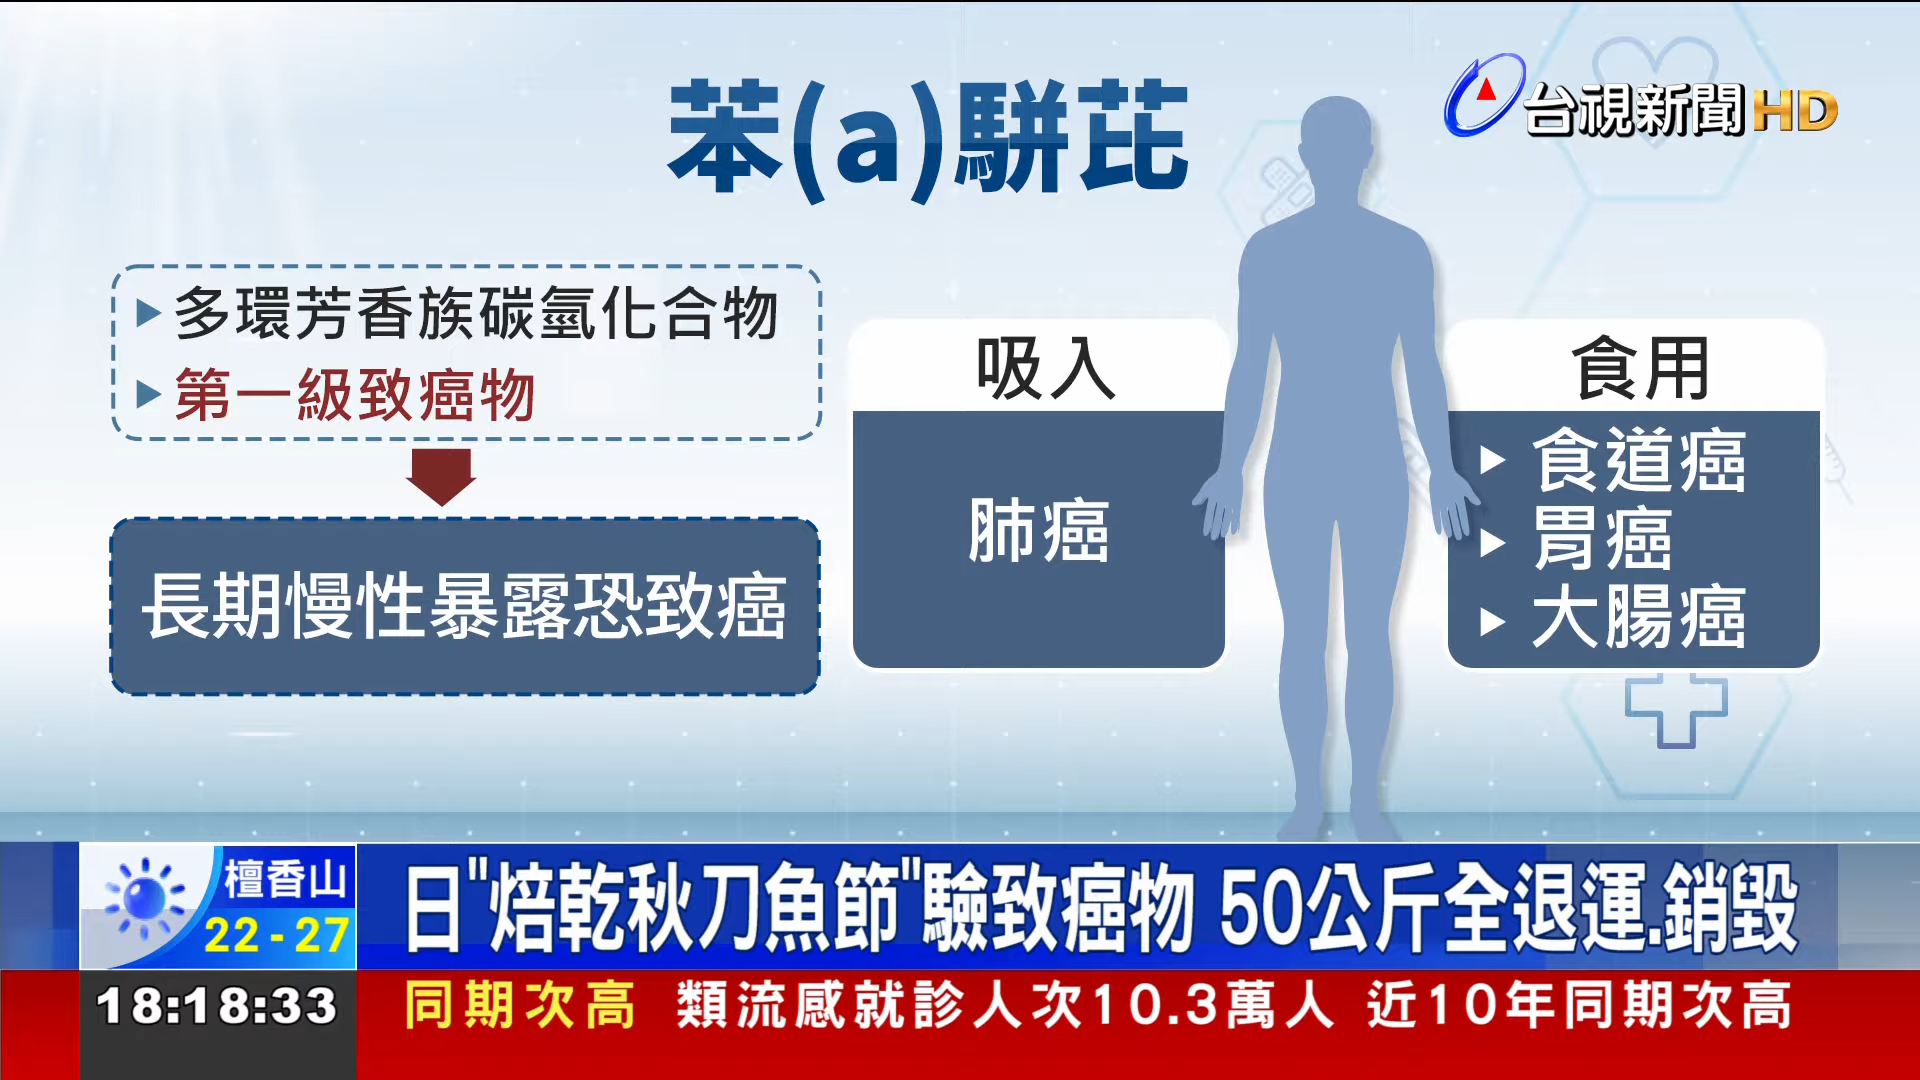 苯(a)駢芘
台視新聞HD
多環芳香族碳氫化合物
第一級致癌物
長期慢性暴露恐致癌
吸入
肺癌
食用
食道癌
胃癌
大腸癌
檀香山
22-27
日"焙乾秋刀魚節"驗致癌物 50公斤全退運.銷毀
18:18:33
同期次高 類流感就診人次10.3萬人 近10年同期次高